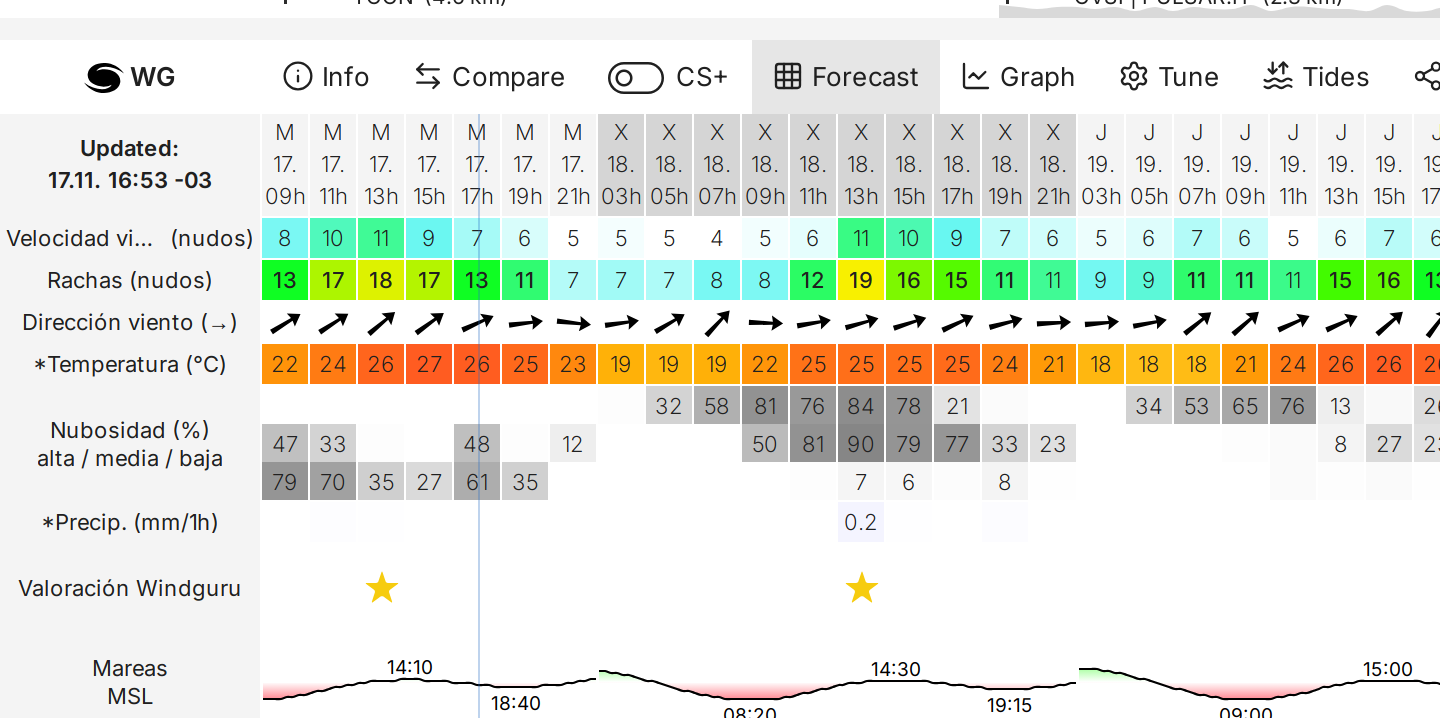 (2.5 km)
WG Info Compare CS+ Forecast Graph Tune Tides
Updated:
17.11. 16:53 -03
M M M M M M M X X X X X X X X X X J J J J J J J
17. 17. 17. 17. 17. 17. 17. 18. 18. 18. 18. 18. 18. 18. 18. 18. 18. 19. 19. 19. 19. 19. 19. 19.
09h 11h 13h 15h 17h 19h 21h 03h 05h 07h 09h 11h 13h 15h 17h 19h 21h 03h 05h 07h 09h 11h 13h 15h
Velocidad vi... (nudos) 8 10 11 9 7 6 5 5 5 4 5 6 11 10 9 7 6 5 6 7 6 5 6 7 6
Rachas (nudos) 13 17 18 17 13 11 7 7 7 8 8 12 19 16 15 11 11 9 9 11 11 11 15 16
Dirección viento (→)
*Temperatura (°C) 22 24 26 27 26 25 23 19 19 19 22 25 25 25 25 24 21 18 18 18 21 24 26 26
32 58 81 76 84 78 21 34 53 65 76 13
Nubosidad (%)
alta / media / baja
47 33 48 12 50 81 90 79 77 33 23 8 27
79 70 35 27 61 35 7 6 8
*Precip. (mm/1h) 0.2
Valoración Windguru
Mareas
MSL
14:10 14:30 15:00
18:40 08:20 19:15 09:00